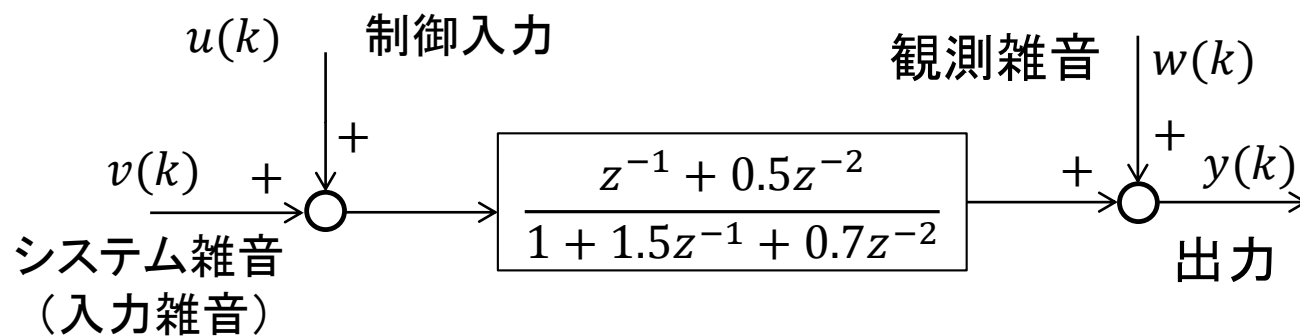 u(k) 制御入力
観測雑音 w(k)
+
+
v(k) +
z^{-1} + 0.5z^{-2}
1 + 1.5z^{-1} + 0.7z^{-2}
+ y(k)
システム雑音
(入力雑音)
出力